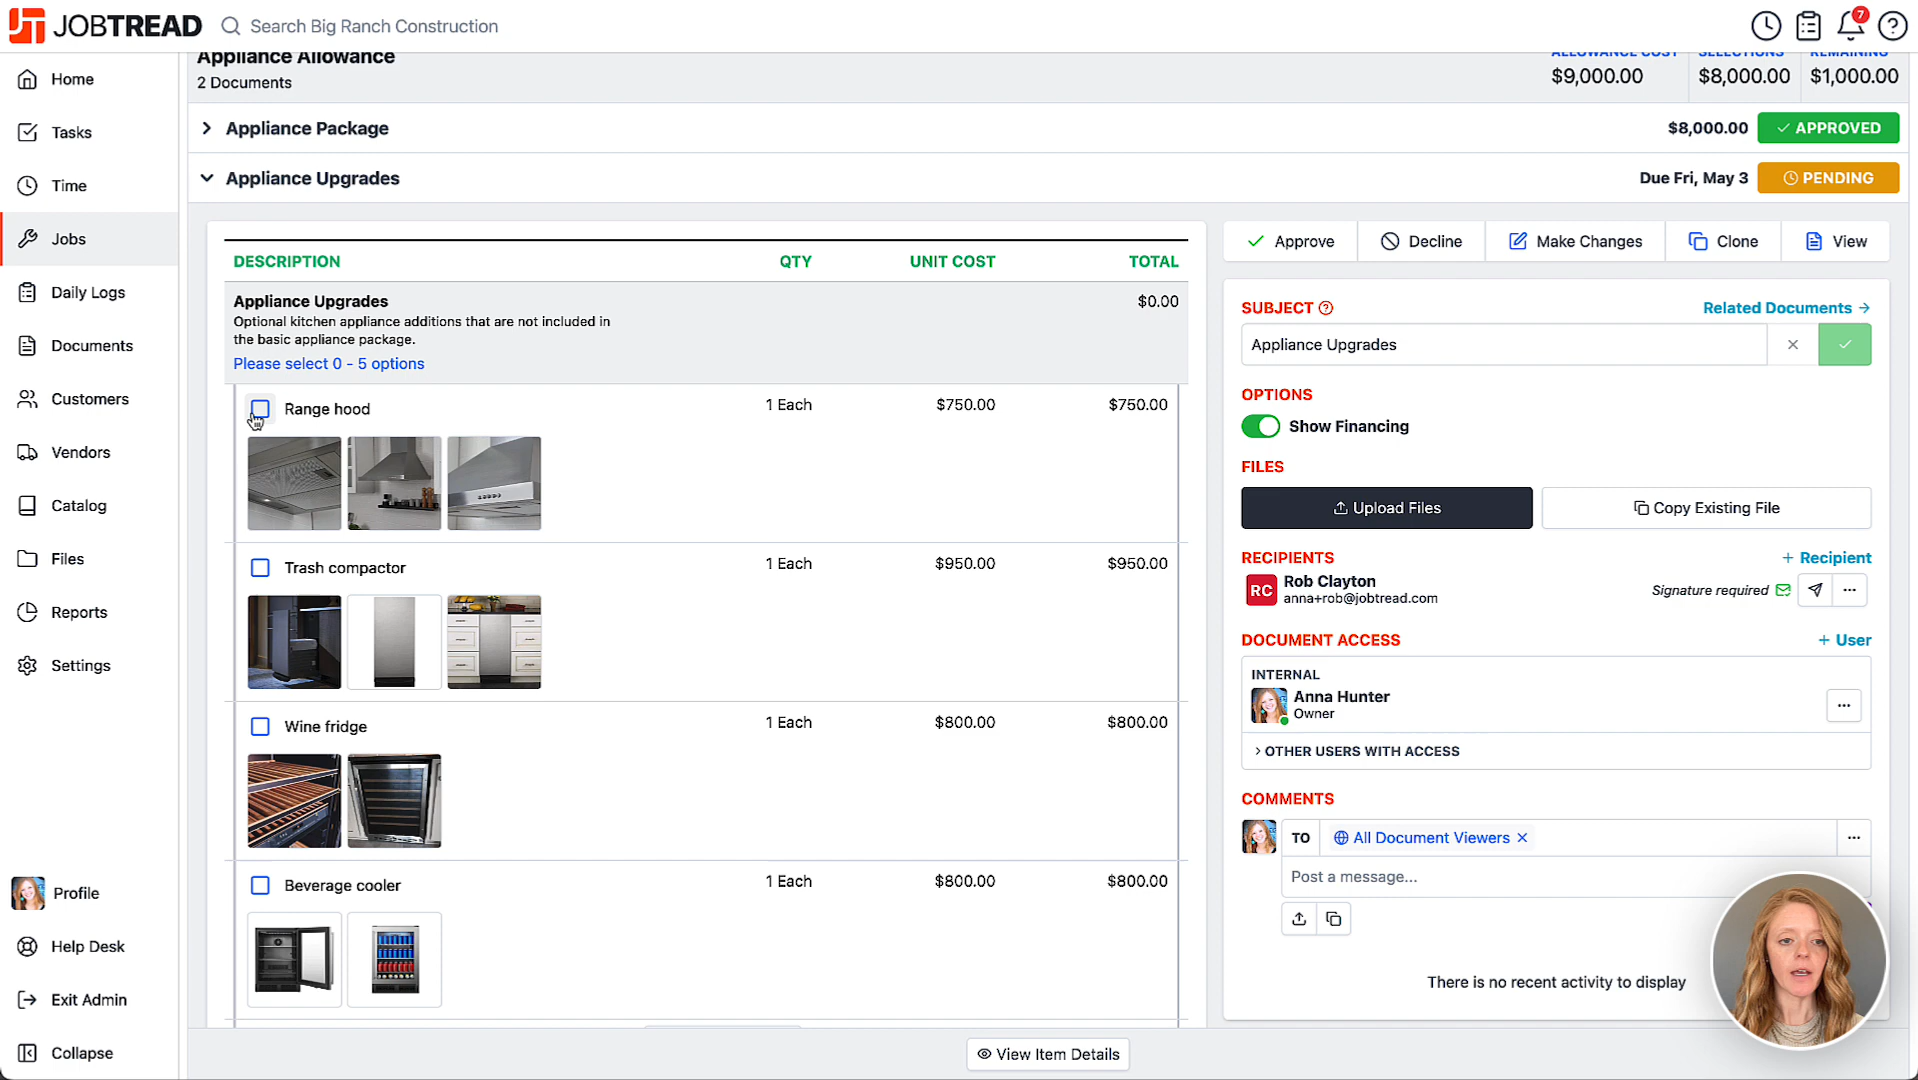 JOBTREAD
Search Big Ranch Construction
7
Home
Tasks
Time
Jobs
Daily Logs
Documents
Customers
Vendors
Catalog
Files
Reports
Settings
Profile
Help Desk
Exit Admin
Collapse
Appliance Allowance
2 Documents
ALLOWANCE COST
$9,000.00
SELECTIONS
$8,000.00
REMAINING
$1,000.00
Appliance Package
$8,000.00
APPROVED
Appliance Upgrades
Due Fri, May 3
PENDING
DESCRIPTION QTY UNIT COST TOTAL
Appliance Upgrades $0.00
Optional kitchen appliance additions that are not included in
the basic appliance package.
Please select 0 - 5 options
Range hood 1 Each $750.00 $750.00
Trash compactor 1 Each $950.00 $950.00
Wine fridge 1 Each $800.00 $800.00
Beverage cooler 1 Each $800.00 $800.00
Approve
Decline
Make Changes
Clone
View
SUBJECT
Related Documents
Appliance Upgrades
OPTIONS
Show Financing
FILES
Upload Files
Copy Existing File
RECIPIENTS
+ Recipient
RC
Rob Clayton
anna+rob@jobtread.com
Signature required
DOCUMENT ACCESS
+ User
INTERNAL
Anna Hunter
Owner
OTHER USERS WITH ACCESS
COMMENTS
TO
All Document Viewers
Post a message...
There is no recent activity to display
View Item Details